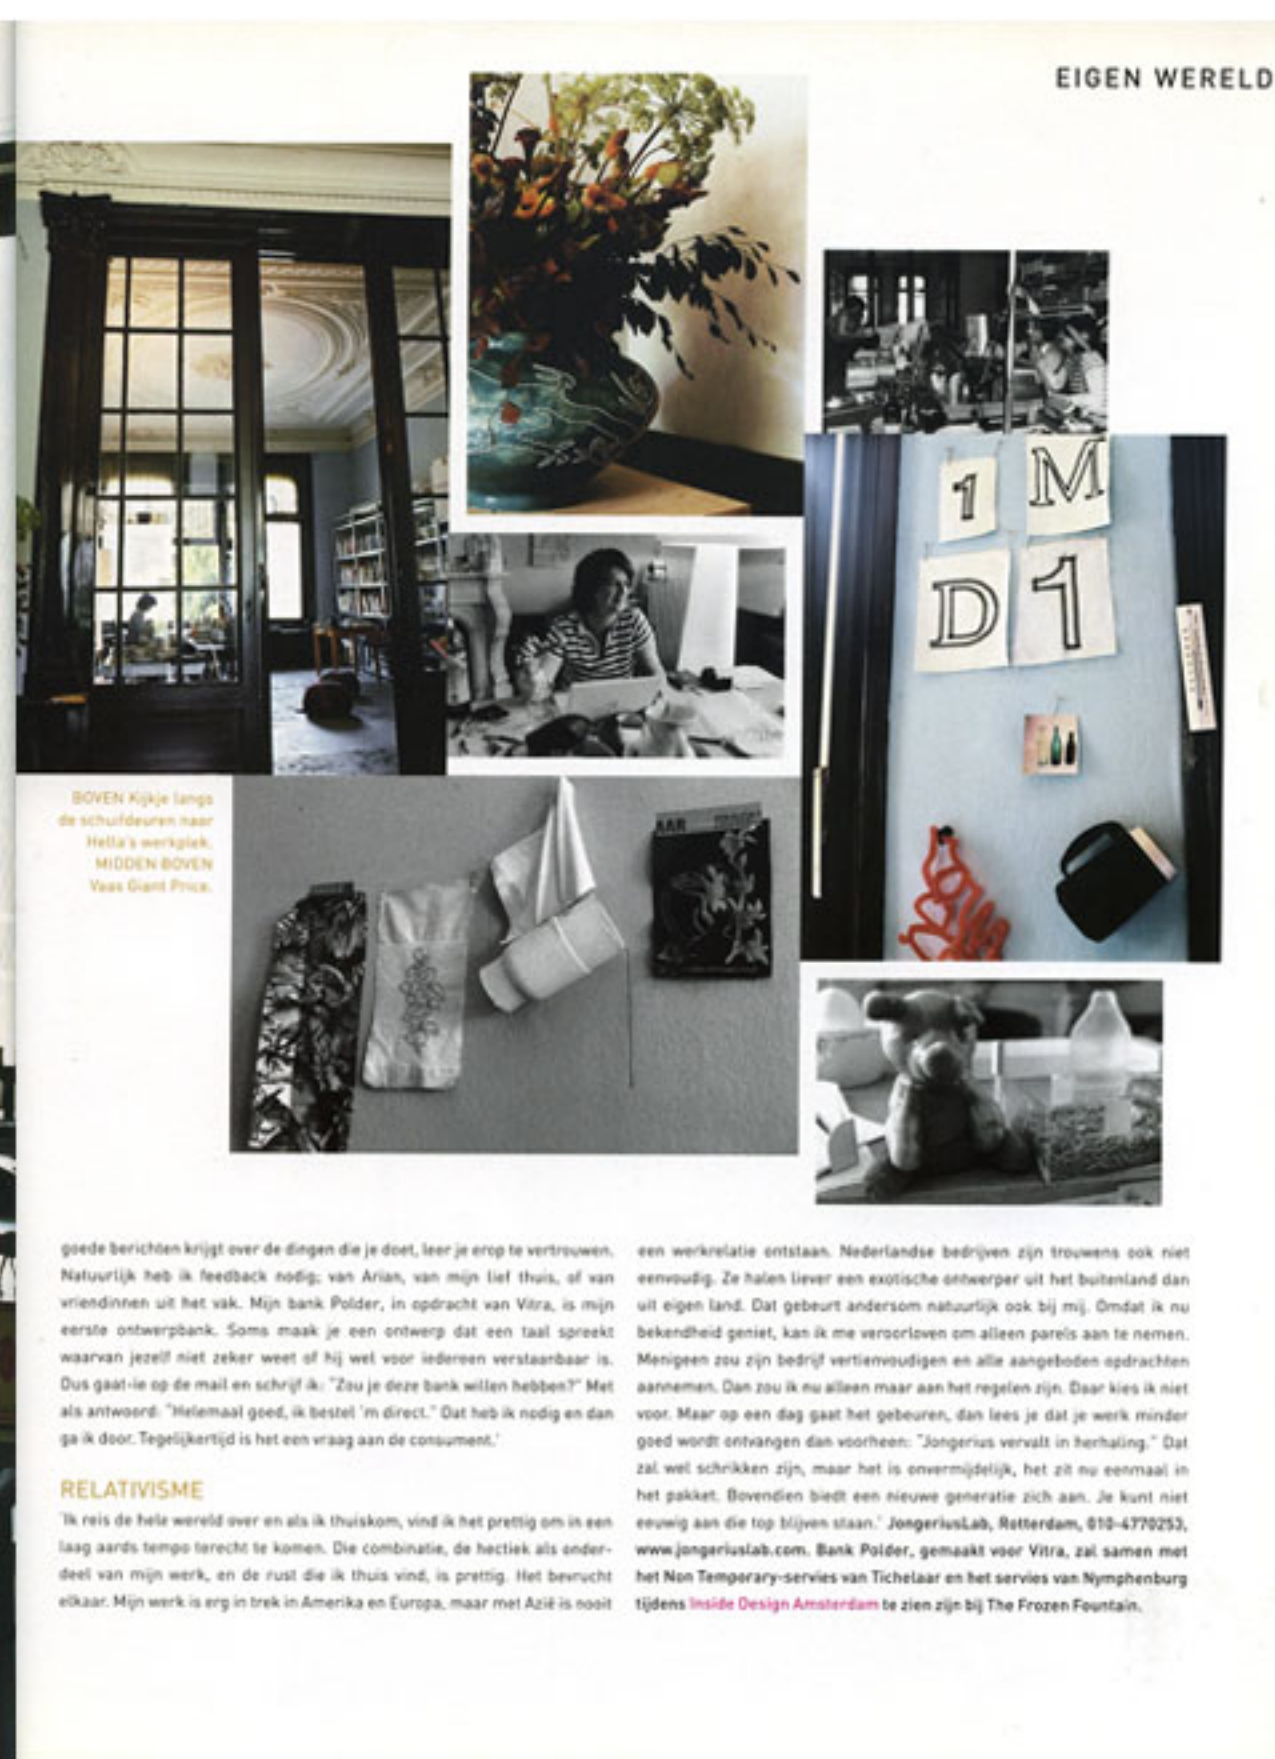 EIGEN WERELD
1 M
D 1
AAR
BOVEN Kijkje langs
de schuifdeuren naar
Hella's werkplek.
MIDDEN BOVEN
Vaas Giant Price.
goede berichten krijgt over de dingen die je doet, leer je erop te vertrouwen.
Natuurlijk heb ik feedback nodig; van Arian, van mijn lief thuis, of van
vriendinnen uit het vak. Mijn bank Polder, in opdracht van Vitra, is mijn
eerste ontwerpbank. Soms maak je een ontwerp dat een taal spreekt
waarvan jezelf niet zeker weet of hij wel voor iedereen verstaanbaar is.
Dus gaat-ie op de mail en schrijf ik: "Zou je deze bank willen hebben?" Met
als antwoord: "Helemaal goed, ik bestel 'm direct." Dat heb ik nodig en dan
ga ik door. Tegelijkertijd is het een vraag aan de consument.'
RELATIVISME
'Ik reis de hele wereld over en als ik thuiskom, vind ik het prettig om in een
laag aards tempo terecht te komen. Die combinatie, de hectiek als onder-
deel van mijn werk, en de rust die ik thuis vind, is prettig. Het bevrucht
elkaar. Mijn werk is erg in trek in Amerika en Europa, maar met Azië is nooit
een werkrelatie ontstaan. Nederlandse bedrijven zijn trouwens ook niet
eenvoudig. Ze halen liever een exotische ontwerper uit het buitenland dan
uit eigen land. Dat gebeurt andersom natuurlijk ook bij mij. Omdat ik nu
bekendheid geniet, kan ik me veroorloven om alleen parels aan te nemen.
Menigeen zou zijn bedrijf vertienvoudigen en alle aangeboden opdrachten
aannemen. Dan zou ik nu alleen maar aan het regelen zijn. Daar kies ik niet
voor. Maar op een dag gaat het gebeuren, dan lees je dat je werk minder
goed wordt ontvangen dan voorheen: "Jongerius vervalt in herhaling." Dat
zal wel schrikken zijn, maar het is onvermijdelijk, het zit nu eenmaal in
het pakket. Bovendien biedt een nieuwe generatie zich aan. Je kunt niet
eeuwig aan die top blijven staan.' JongeriusLab, Rotterdam, 010-4770253,
www.jongeriuslab.com. Bank Polder, gemaakt voor Vitra, zal samen met
het Non Temporary-servies van Tichelaar en het servies van Nymphenburg
tijdens Inside Design Amsterdam te zien zijn bij The Frozen Fountain.